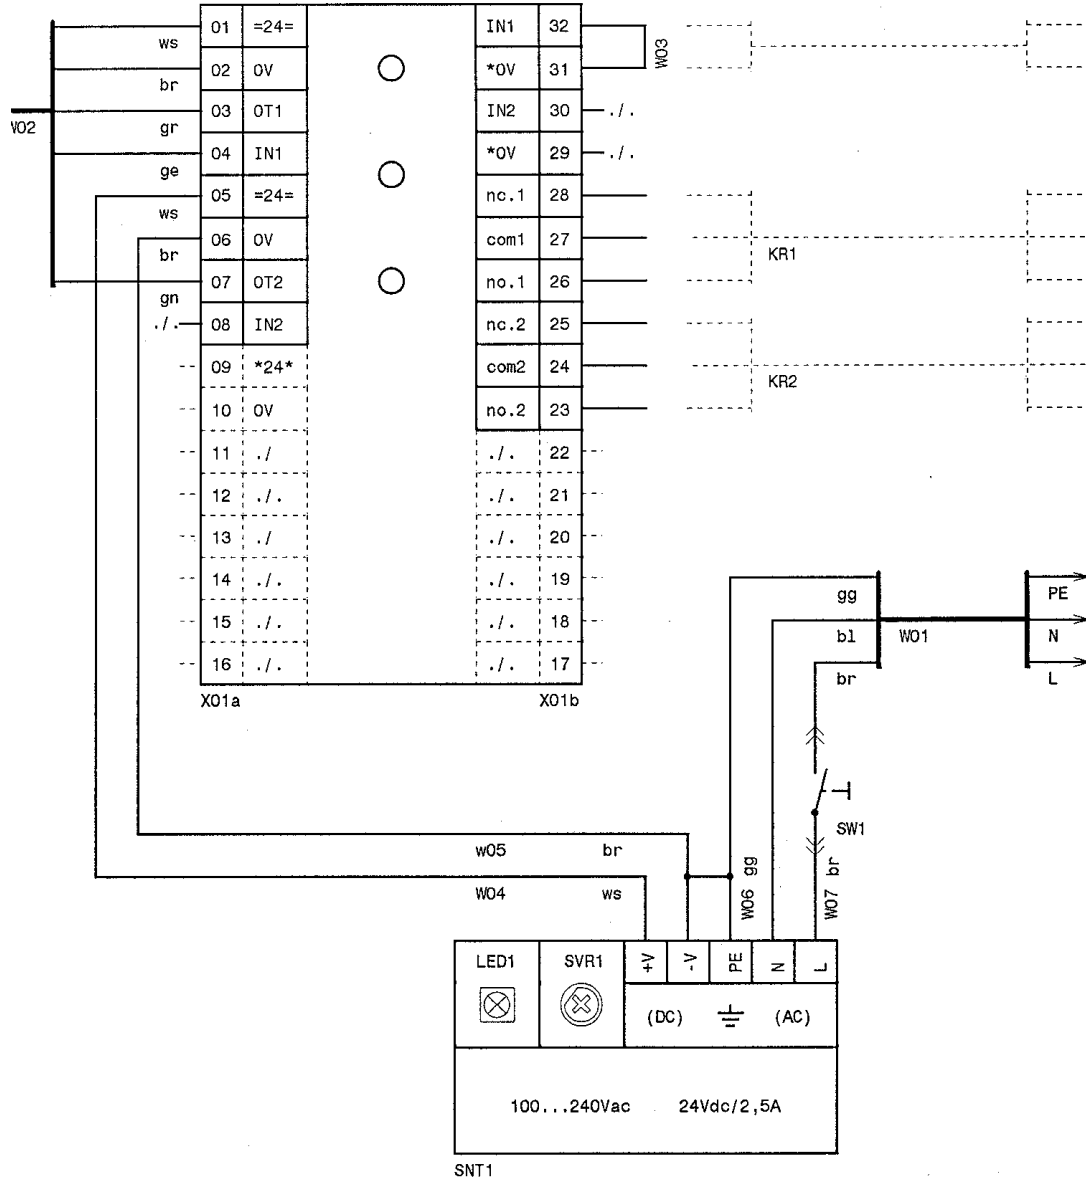 01 =24= IN1 32
ws
02 0V *0V 31
W03
br
03 OT1 IN2 30 ./.
W02
gr
04 IN1 *0V 29 ./.
ge
05 =24= nc.1 28
ws
06 0V com1 27
br
KR1
07 OT2 no.1 26
gn
./. 08 IN2 nc.2 25
09 *24* com2 24
KR2
10 0V no.2 23
11 ./ ./. 22
12 ./. ./. 21
13 ./ ./. 20
14 ./. ./. 19
15 ./. ./. 18
16 ./. ./. 17
X01a X01b
gg PE
bl W01 N
br L
SW1
w05 br
W04 ws
W06 gg
W07 br
LED1 SVR1 +V -V PE N L
(DC) (AC)
100...240Vac 24Vdc/2,5A
SNT1